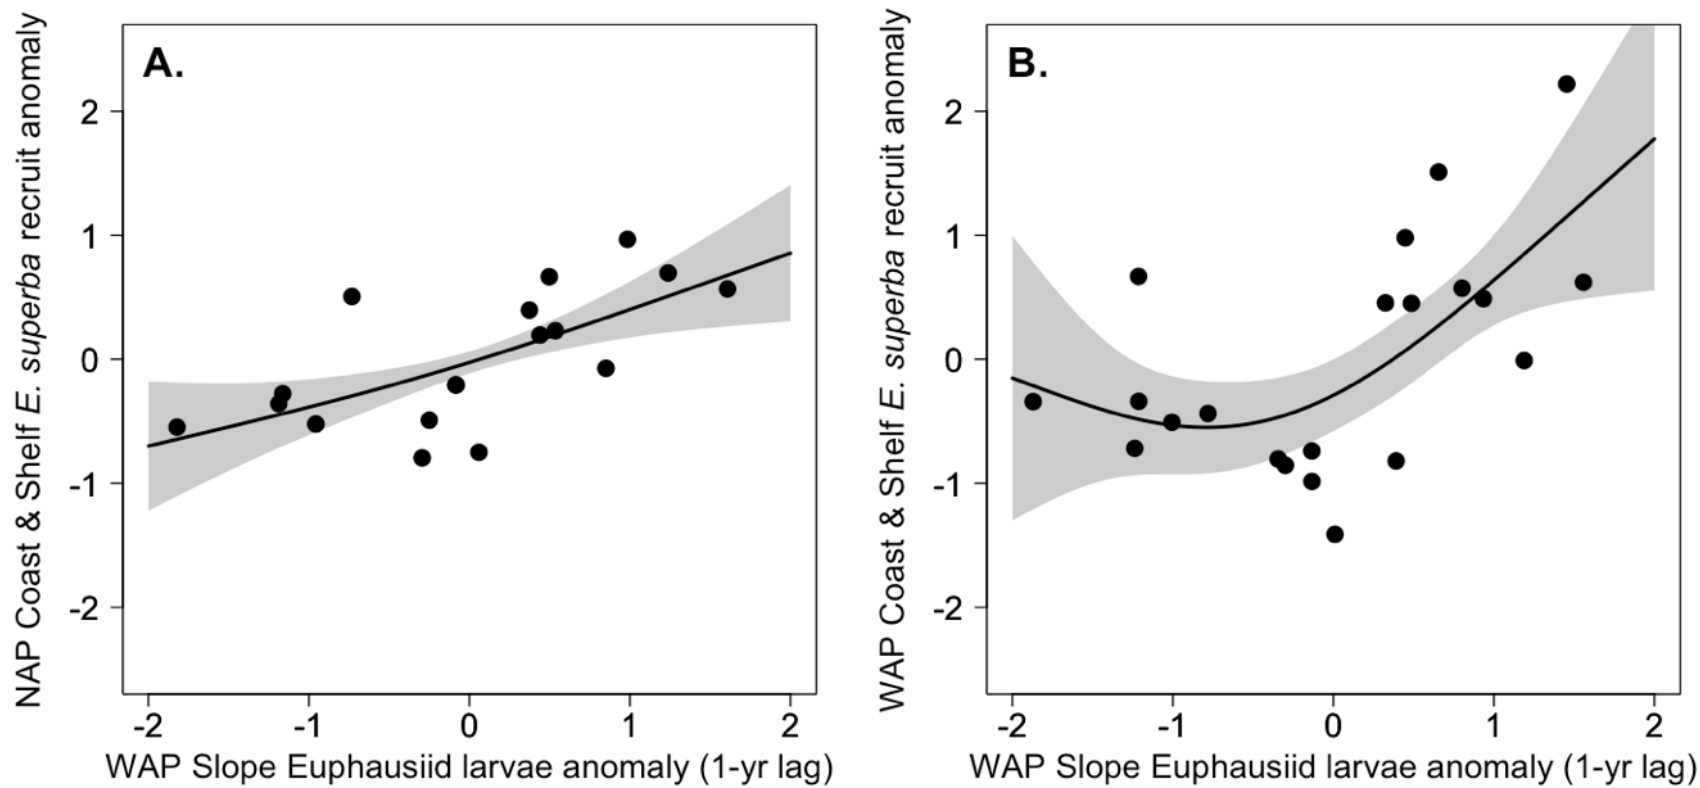 A.
NAP Coast & Shelf E. superba recruit anomaly
2
1
0
-1
-2
-2 -1 0 1 2
WAP Slope Euphausiid larvae anomaly (1-yr lag)
B.
WAP Coast & Shelf E. superba recruit anomaly
2
1
0
-1
-2
-2 -1 0 1 2
WAP Slope Euphausiid larvae anomaly (1-yr lag)